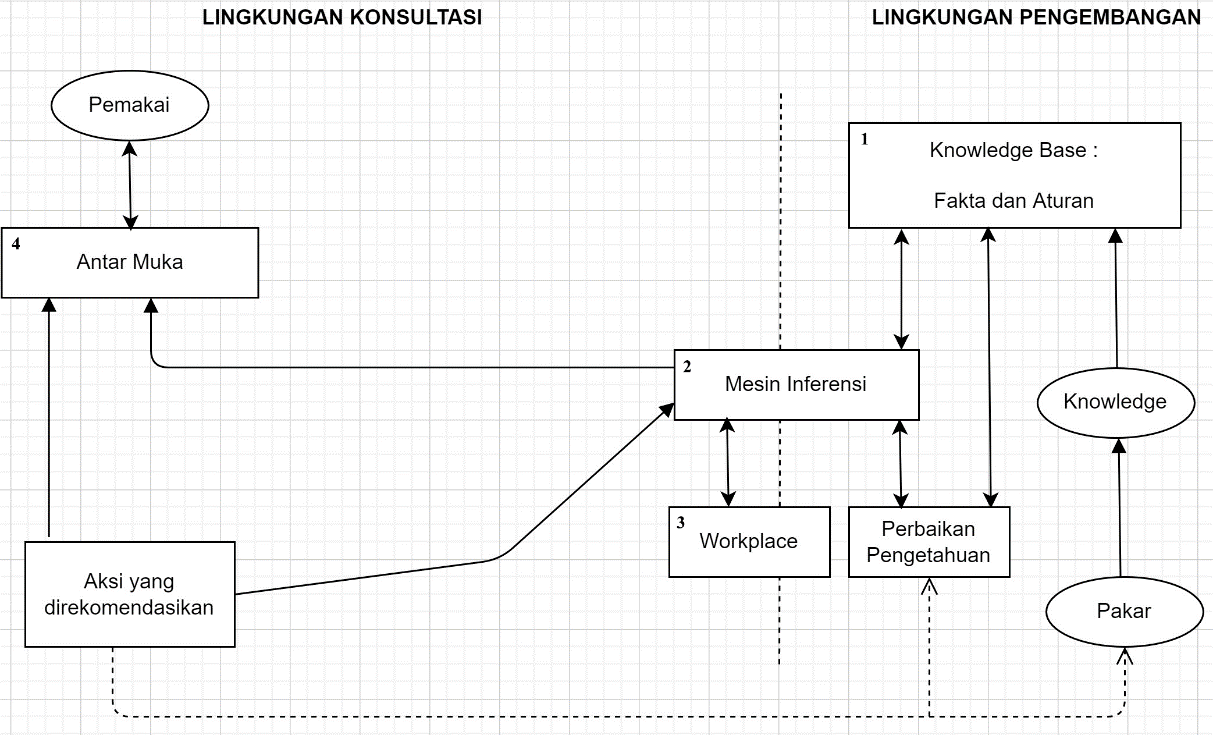 LINGKUNGAN KONSULTASI
LINGKUNGAN PENGEMBANGAN
Pemakai
1
Knowledge Base :
Fakta dan Aturan
4
Antar Muka
2
Mesin Inferensi
Knowledge
3
Workplace
Perbaikan
Pengetahuan
Aksi yang
direkomendasikan
Pakar